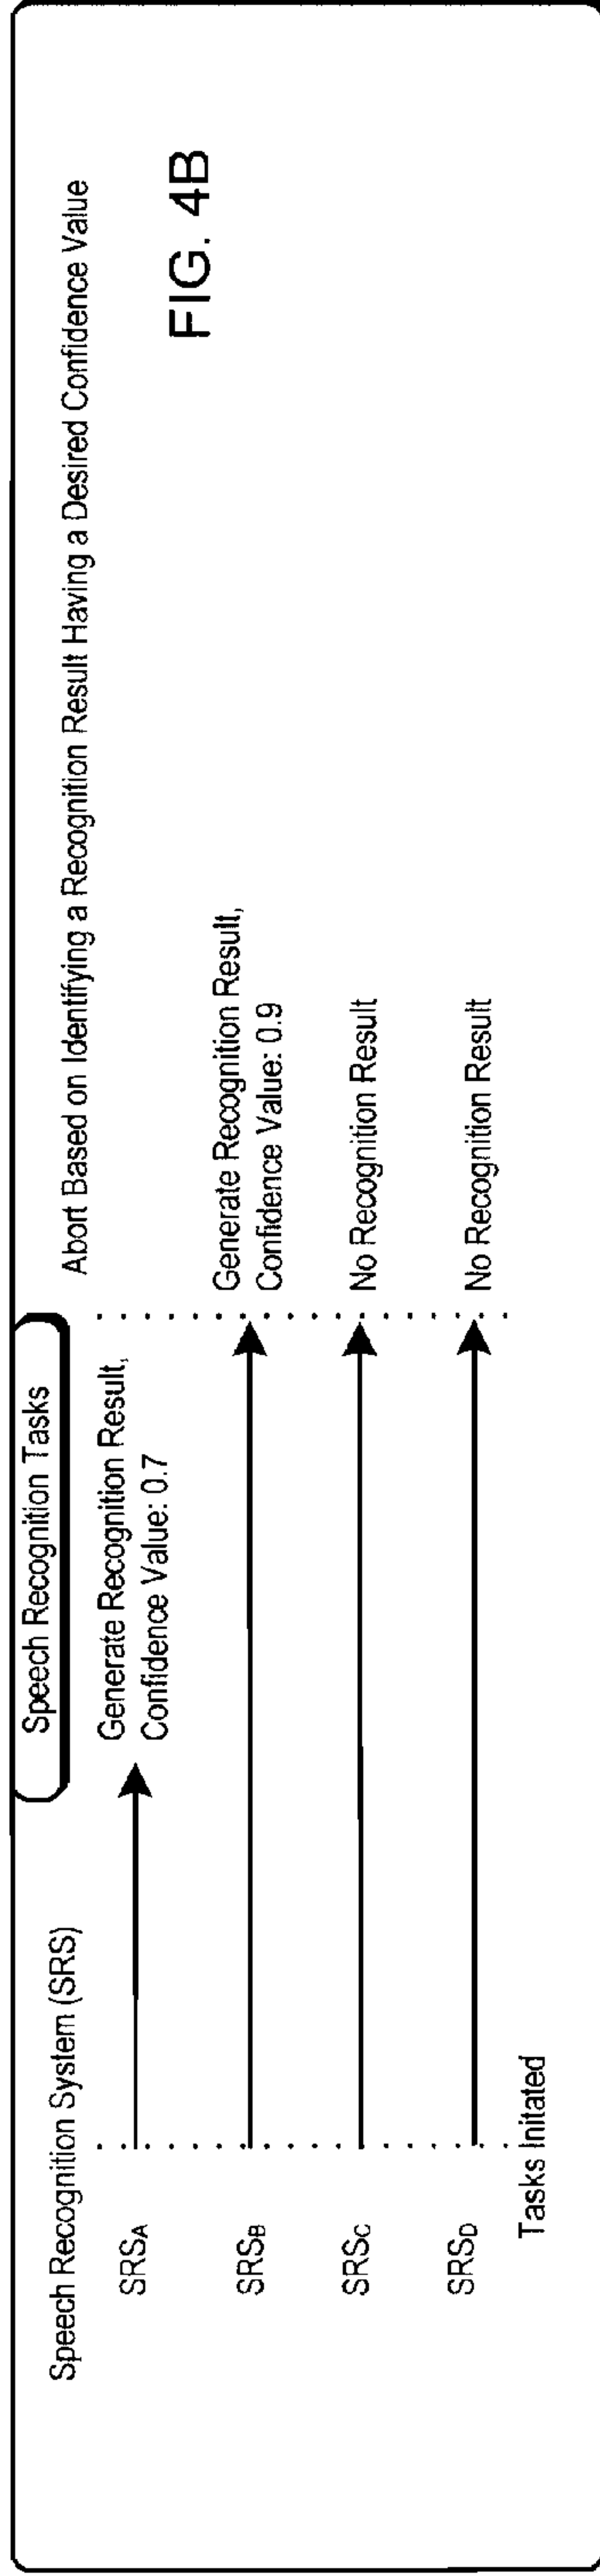 Speech Recognition Tasks
Speech Recognition System (SRS)
Abort Based on Identifying a Recognition Result Having a Desired Confidence Value
SRSA
Generate Recognition Result,
Confidence Value: 0.7
SRSB
Generate Recognition Result,
Confidence Value: 0.9
SRSC
No Recognition Result
SRSD
No Recognition Result
Tasks Initated
FIG. 4B